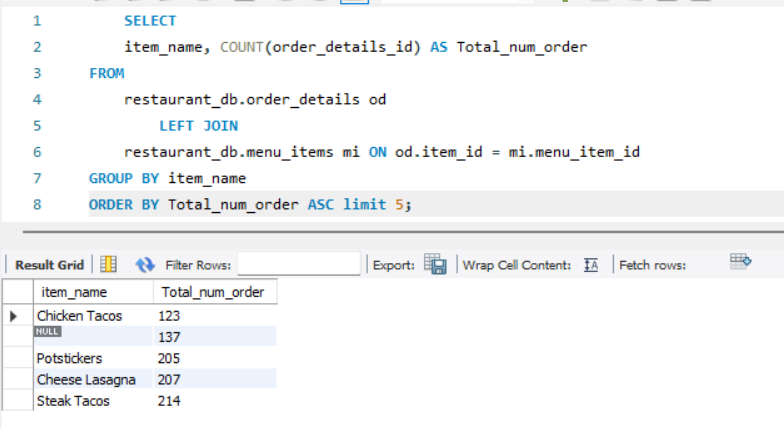 1 SELECT
2 item_name, COUNT(order_details_id) AS Total_num_order
3 FROM
4 restaurant_db.order_details od
5 LEFT JOIN
6 restaurant_db.menu_items mi ON od.item_id = mi.menu_item_id
7 GROUP BY item_name
8 ORDER BY Total_num_order ASC limit 5;
Result Grid Filter Rows: Export: Wrap Cell Content: IA Fetch rows:
item_name Total_num_order
Chicken Tacos 123
NULL 137
Potstickers 205
Cheese Lasagna 207
Steak Tacos 214